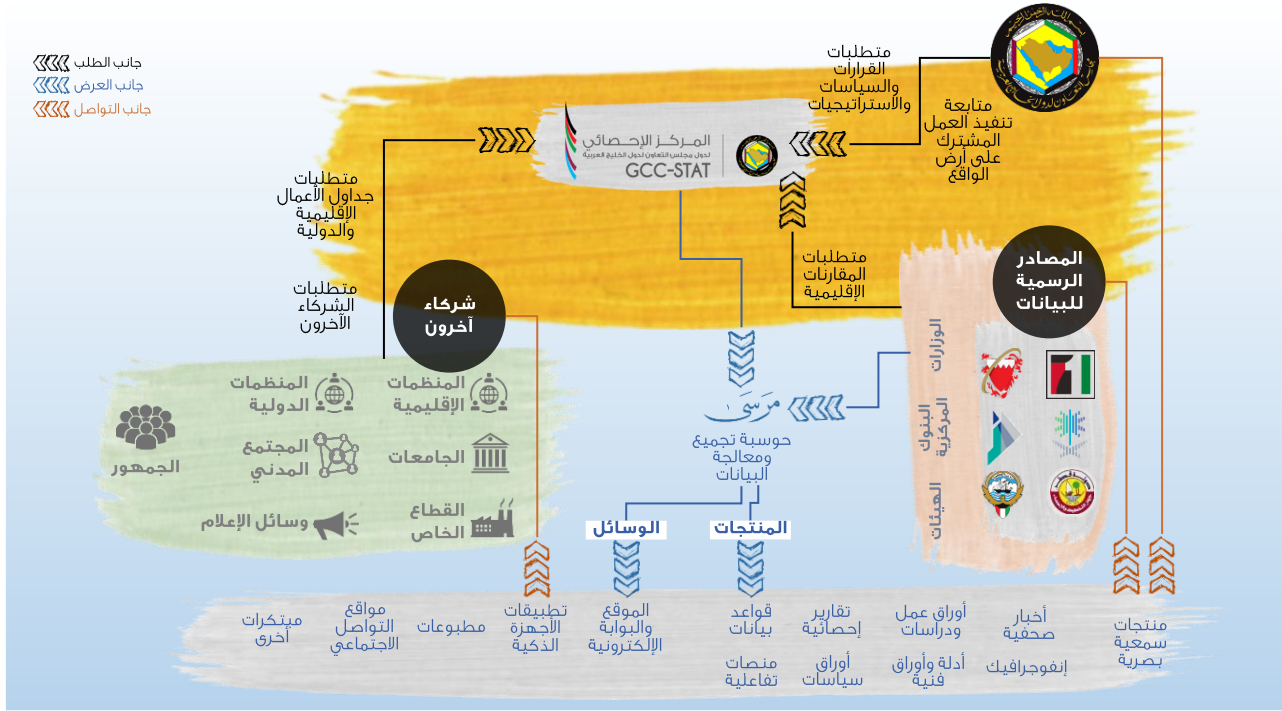 جانب الطلب
جانب العرض
جانب التواصل
متطلبات
القرارات
والسياسات
والاستراتيجيات
متابعة
تنفيذ العمل
المشترك
على أرض
الواقع
المركز الإحصائي
لدول مجلس التعاون لدول الخليج العربية
GCC-STAT
متطلبات
جداول الأعمال
الإقليمية
والدولية
متطلبات
الشركاء
الآخرون
متطلبات
المقارنات
الإقليمية
المصادر
الرسمية
للبيانات
الوزارات
البنوك
المركزية
الهيئات
شركاء
آخرون
المنظمات
الإقليمية
المنظمات
الدولية
الجامعات
المجتمع
المدني
الجمهور
القطاع
الخاص
وسائل الإعلام
مرسى
حوسبة تجميع
ومعالجة
البيانات
المنتجات
الوسائل
منتجات
سمعية
بصرية
أخبار
صحفية
إنفوجرافيك
أوراق عمل
ودراسات
أدلة وأوراق
فنية
تقارير
إحصائية
أوراق
سياسات
قواعد
بيانات
منصات
تفاعلية
الموقع
والبوابة
الإلكترونية
تطبيقات
الأجهزة
الذكية
مطبوعات
مواقع
التواصل
الاجتماعي
مبتكرات
أخرى